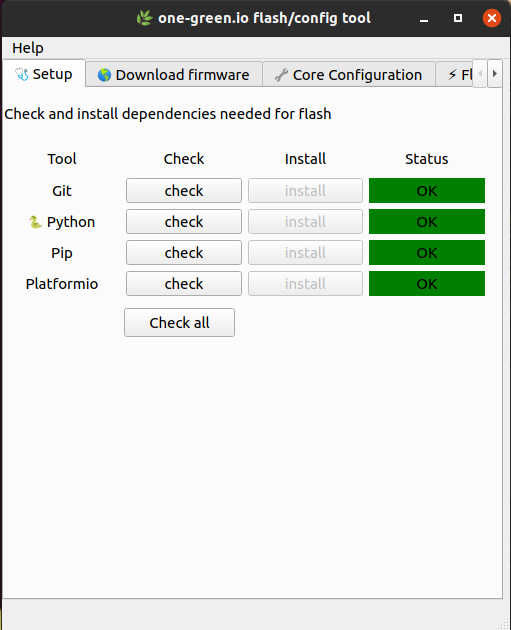 🌿 one-green.io flash/config tool
Help
🩺 Setup 🌎 Download firmware 🔧 Core Configuration ⚡ Fl
Check and install dependencies needed for flash
Tool Check Install Status
Git check install OK
🐍 Python check install OK
Pip check install OK
Platformio check install OK
Check all